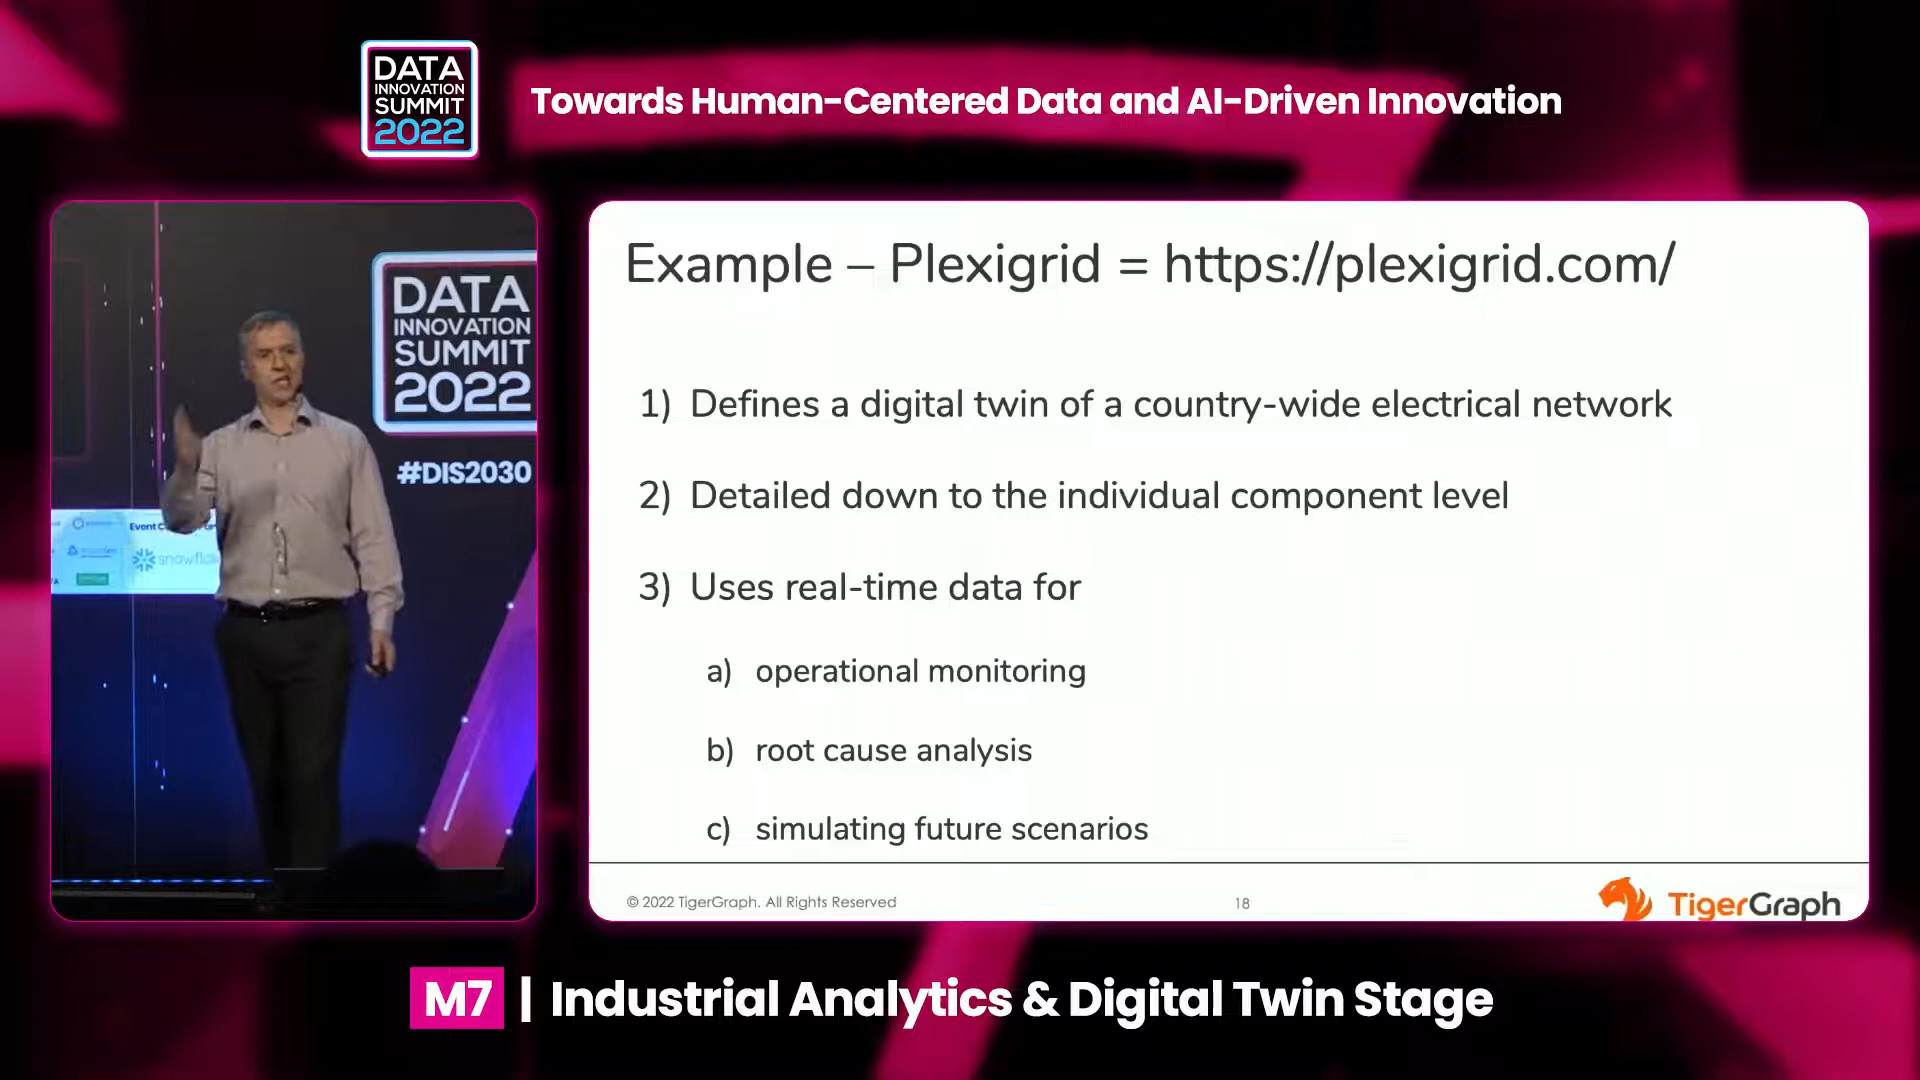 DATA
INNOVATION
SUMMIT
2022
Towards Human-Centered Data and AI-Driven Innovation
DATA
INNOVATION
SUMMIT
2022
#DIS2030
Event
snowflak
Example – Plexigrid = https://plexigrid.com/
1) Defines a digital twin of a country-wide electrical network
2) Detailed down to the individual component level
3) Uses real-time data for
a) operational monitoring
b) root cause analysis
c) simulating future scenarios
© 2022 TigerGraph. All Rights Reserved
18
TigerGraph
M7 | Industrial Analytics & Digital Twin Stage